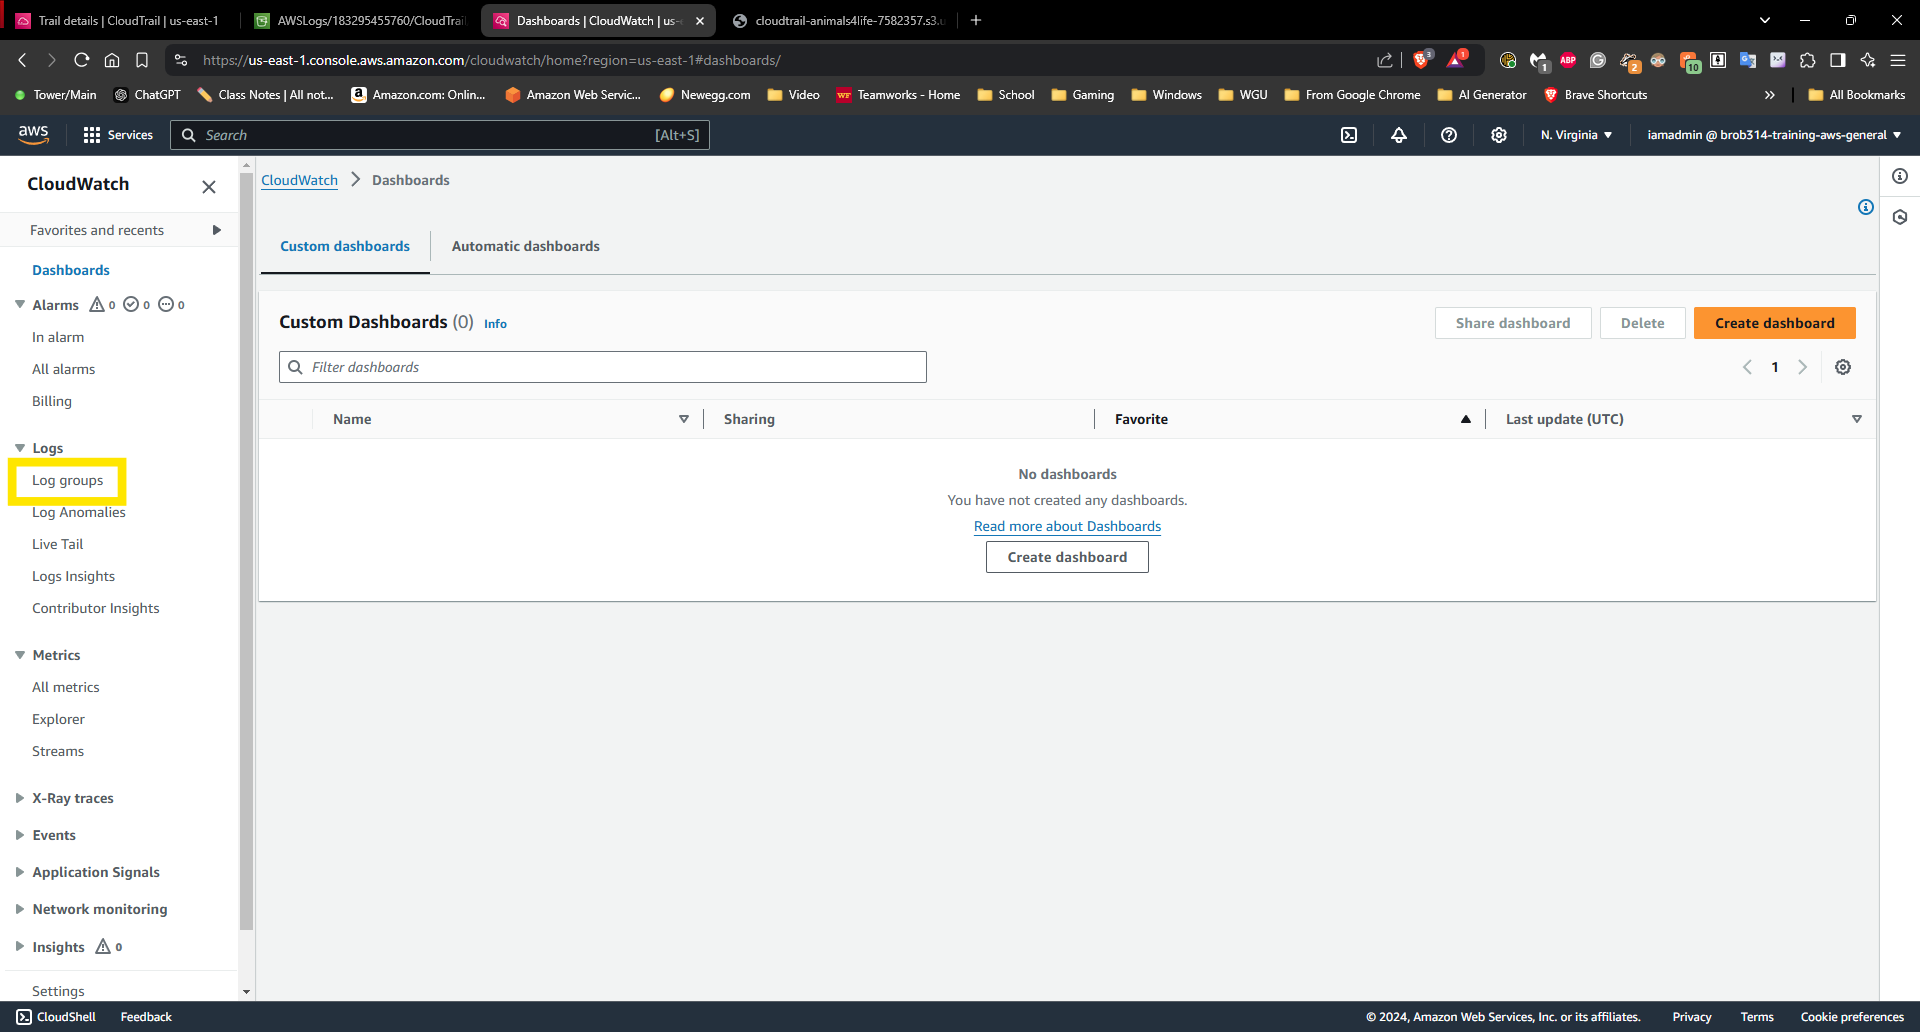 Trail details | CloudTrail | us-east-1
AWSLogs/183295455760/CloudTrail
Dashboards | CloudWatch | us-e
cloudtrail-animals4life-7582357.s3.u
https://us-east-1.console.aws.amazon.com/cloudwatch/home?region=us-east-1#dashboards/
3
1
1
ABP
2
10
Tower/Main
ChatGPT
Class Notes | All not...
Amazon.com: Onlin...
Amazon Web Servic...
Newegg.com
Video
WF Teamworks - Home
School
Gaming
Windows
WGU
From Google Chrome
AI Generator
Brave Shortcuts
All Bookmarks
aws
Services
Search
[Alt+S]
N. Virginia
iamadmin @ brob314-training-aws-general
CloudWatch
Favorites and recents
Dashboards
Alarms 0 0 0
In alarm
All alarms
Billing
Logs
Log groups
Log Anomalies
Live Tail
Logs Insights
Contributor Insights
Metrics
All metrics
Explorer
Streams
X-Ray traces
Events
Application Signals
Network monitoring
Insights 0
Settings
CloudWatch > Dashboards
Custom dashboards
Automatic dashboards
Custom Dashboards (0) Info
Share dashboard
Delete
Create dashboard
Filter dashboards
1
Name
Sharing
Favorite
Last update (UTC)
No dashboards
You have not created any dashboards.
Read more about Dashboards
Create dashboard
CloudShell
Feedback
© 2024, Amazon Web Services, Inc. or its affiliates.
Privacy
Terms
Cookie preferences